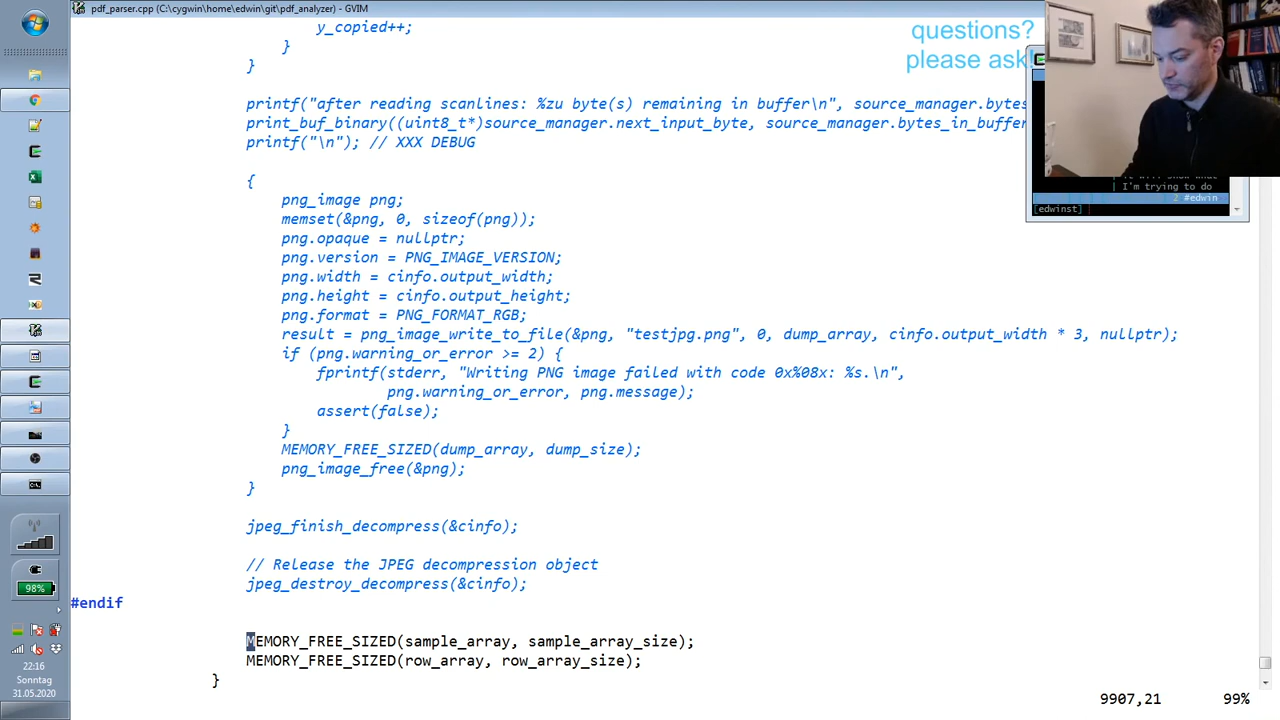 pdf_parser.cpp (C:\cygwin\home\edwin\git\pdf_analyzer) - GVIM
questions?
please ask!
y_copied++;
}
}
printf("after reading scanlines: %zu byte(s) remaining in buffer\n", source_manager.bytes
print_buf_binary((uint8_t*)source_manager.next_input_byte, source_manager.bytes_in_buffer
printf("\n"); // XXX DEBUG
{
png_image png;
memset(&png, 0, sizeof(png));
png.opaque = nullptr;
png.version = PNG_IMAGE_VERSION;
png.width = cinfo.output_width;
png.height = cinfo.output_height;
png.format = PNG_FORMAT_RGB;
result = png_image_write_to_file(&png, "testjpg.png", 0, dump_array, cinfo.output_width * 3, nullptr);
if (png.warning_or_error >= 2) {
fprintf(stderr, "Writing PNG image failed with code 0x%08x: %s.\n",
png.warning_or_error, png.message);
assert(false);
}
MEMORY_FREE_SIZED(dump_array, dump_size);
png_image_free(&png);
}
jpeg_finish_decompress(&cinfo);
// Release the JPEG decompression object
jpeg_destroy_decompress(&cinfo);
#endif
MEMORY_FREE_SIZED(sample_array, sample_array_size);
MEMORY_FREE_SIZED(row_array, row_array_size);
}
9907,21 99%
I'm trying to do
2 #edwin
[edwinst]
98%
22:16
Sonntag
31.05.2020